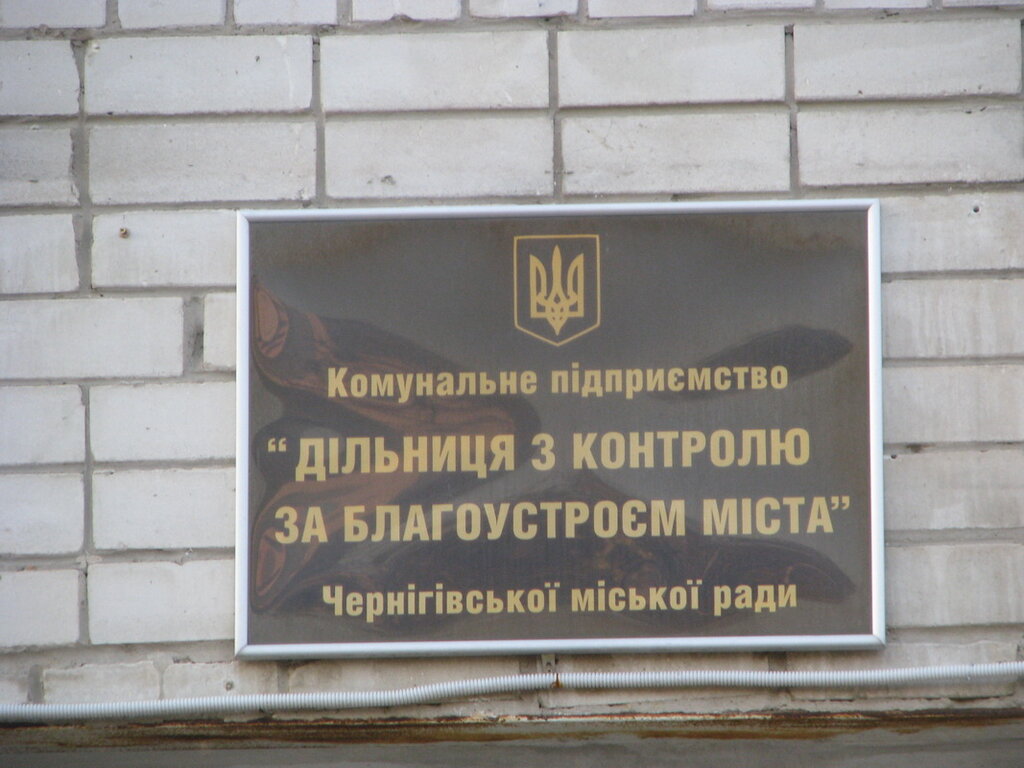 Комунальне підприємство
“ ДІЛЬНИЦЯ З КОНТРОЛЮ
ЗА БЛАГОУСТРОЄМ МІСТА”
Чернігівської міської ради